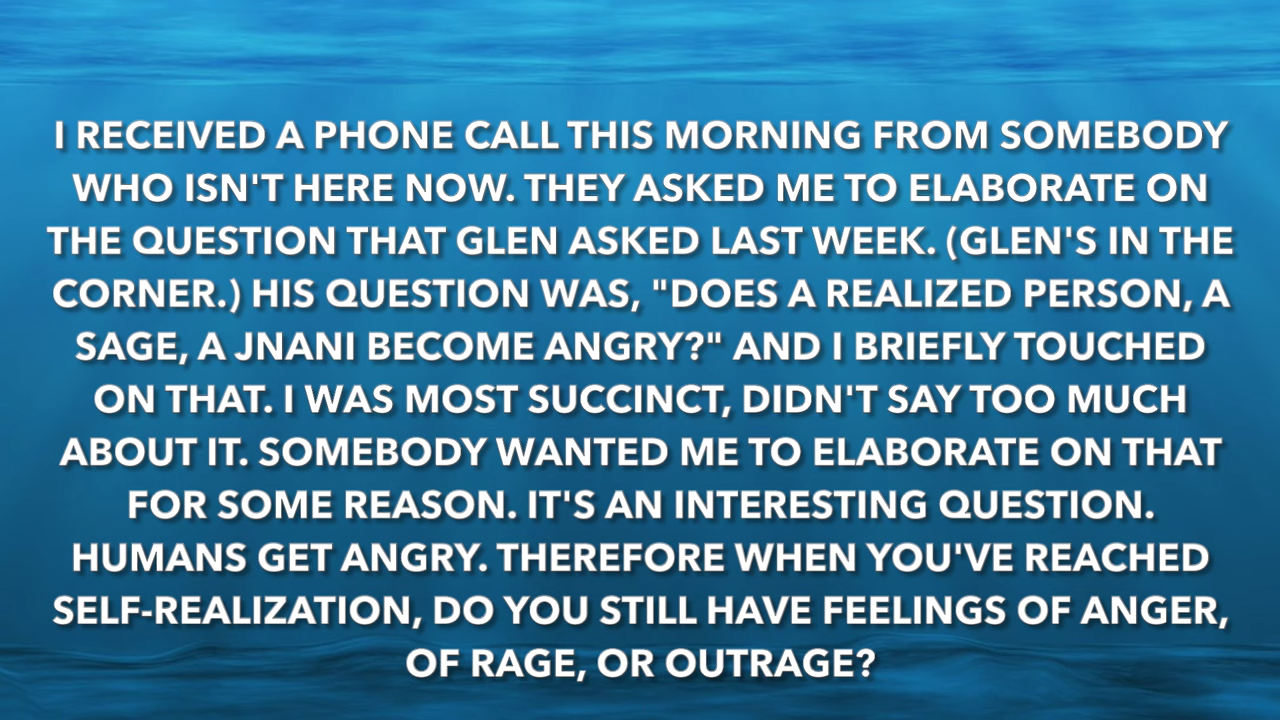 I RECEIVED A PHONE CALL THIS MORNING FROM SOMEBODY
WHO ISN'T HERE NOW. THEY ASKED ME TO ELABORATE ON
THE QUESTION THAT GLEN ASKED LAST WEEK. (GLEN'S IN THE
CORNER.) HIS QUESTION WAS, "DOES A REALIZED PERSON, A
SAGE, A JNANI BECOME ANGRY?" AND I BRIEFLY TOUCHED
ON THAT. I WAS MOST SUCCINCT, DIDN'T SAY TOO MUCH
ABOUT IT. SOMEBODY WANTED ME TO ELABORATE ON THAT
FOR SOME REASON. IT'S AN INTERESTING QUESTION.
HUMANS GET ANGRY. THEREFORE WHEN YOU'VE REACHED
SELF-REALIZATION, DO YOU STILL HAVE FEELINGS OF ANGER,
OF RAGE, OR OUTRAGE?